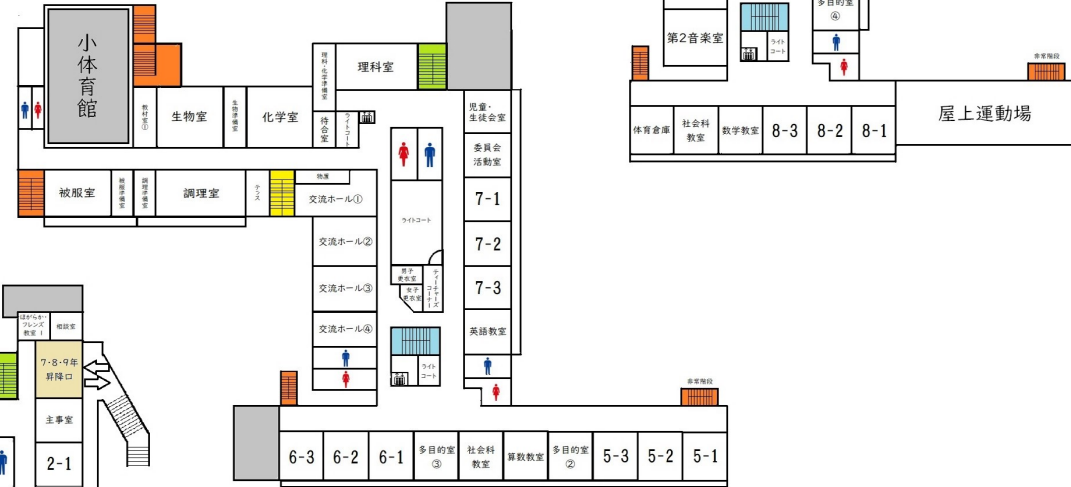 小体育館
教材室①
生物室
生物準備室
化学室
理科・化学準備室
待合室
ライトコート
理科室
児童・
生徒会室
委員会
活動室
7-1
7-2
7-3
英語教室
被服室
被服準備室
調理準備室
調理室
テラス
物置
交流ホール①
交流ホール②
交流ホール③
交流ホール④
ライトコート
男子
更衣室
女子
更衣室
ティーチャーズ
コーナー
ライト
コート
6-3
6-2
6-1
多目的室
③
社会科
教室
算数教室
多目的室
②
5-3
5-2
5-1
非常階段
第2音楽室
ライト
コート
多目的室
④
非常階段
体育倉庫
社会科
教室
数学教室
8-3
8-2
8-1
屋上運動場
ほがらか・
フレンズ
教室 1
相談室
7・8・9年
昇降口
主事室
2-1